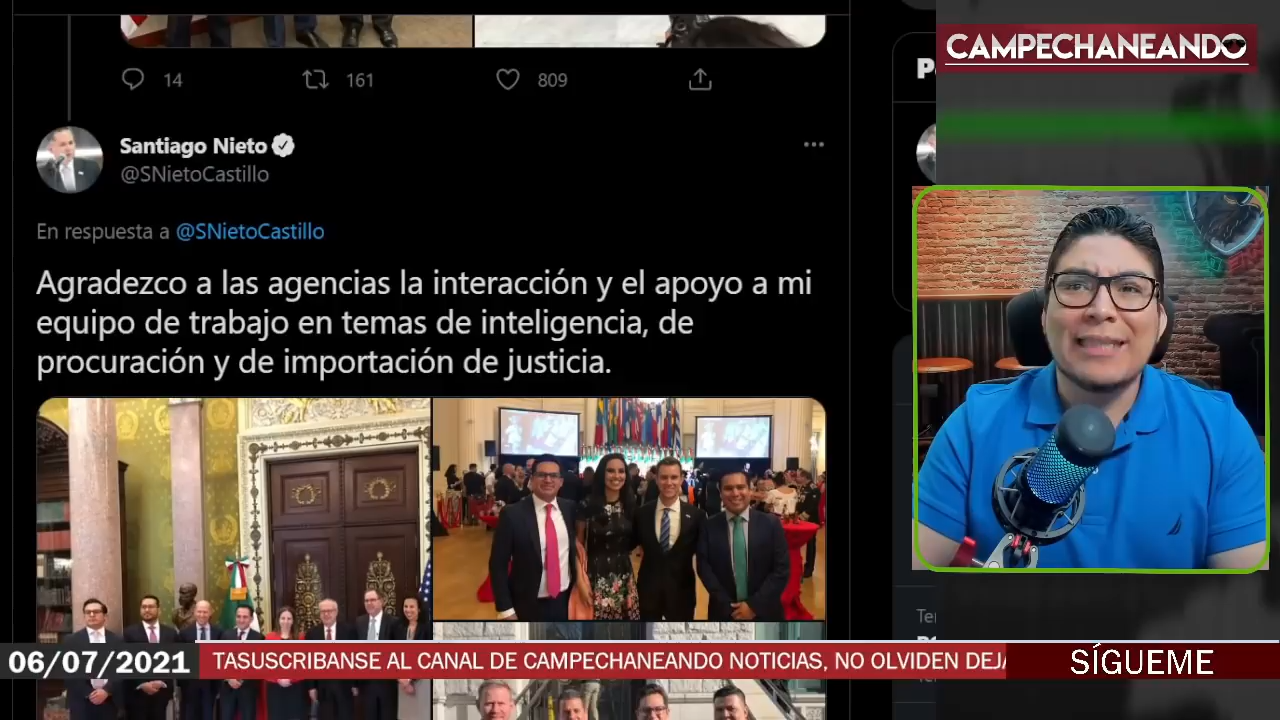 CAMPECHANEANDO
14
161
809
Santiago Nieto
@SNietoCastillo
En respuesta a @SNietoCastillo
Agradezco a las agencias la interacción y el apoyo a mi
equipo de trabajo en temas de inteligencia, de
procuración y de importación de justicia.
06/07/2021
TASUSCRIBANSE AL CANAL DE CAMPECHANEANDO NOTICIAS, NO OLVIDEN DEJA
SÍGUEME